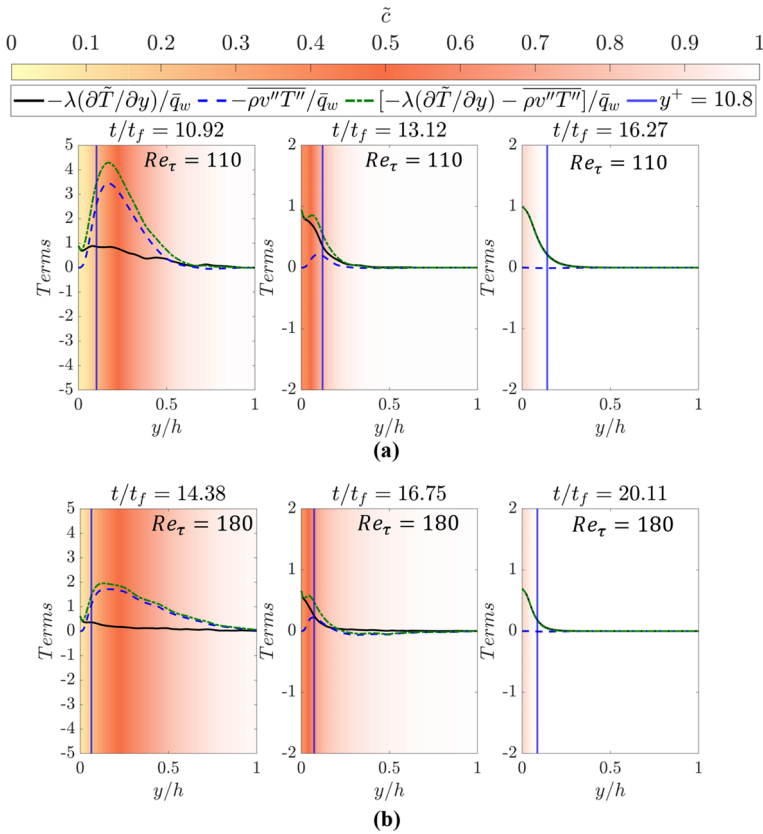 c̃
0 0.1 0.2 0.3 0.4 0.5 0.6 0.7 0.8 0.9 1
−λ(∂T̃/∂y)/q̄_w −\overline{ρv″T″}/q̄_w [−λ(∂T̃/∂y) − \overline{ρv″T″}]/q̄_w y⁺ = 10.8
t/t_f = 10.92 t/t_f = 13.12 t/t_f = 16.27
Re_τ = 110 Re_τ = 110 Re_τ = 110
Terms Terms Terms
5 4 3 2 1 0 -1 -2 -3 -4 -5
2 1 0 -1 -2
2 1 0 -1 -2
0 0.5 1 0 0.5 1 0 0.5 1
y/h y/h y/h
(a)
t/t_f = 14.38 t/t_f = 16.75 t/t_f = 20.11
Re_τ = 180 Re_τ = 180 Re_τ = 180
Terms Terms Terms
5 4 3 2 1 0 -1 -2 -3 -4 -5
2 1 0 -1 -2
2 1 0 -1 -2
0 0.5 1 0 0.5 1 0 0.5 1
y/h y/h y/h
(b)